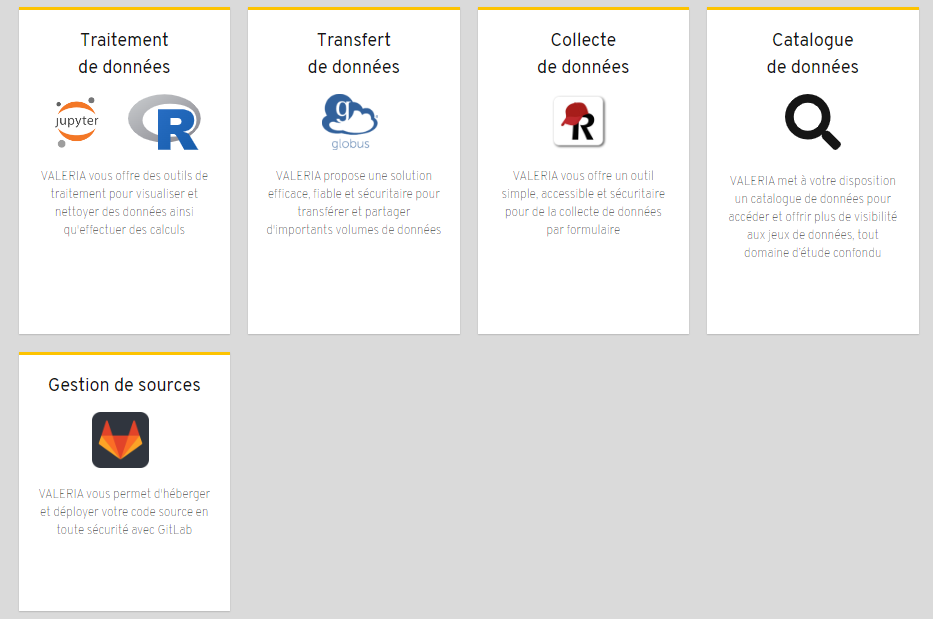 Traitement
de données
jupyter
R
VALERIA vous offre des outils de
traitement pour visualiser et
nettoyer des données ainsi
qu'effectuer des calculs
Transfert
de données
g
globus
VALERIA propose une solution
efficace, fiable et sécuritaire pour
transférer et partager
d'importants volumes de données
Collecte
de données
R
VALERIA vous offre un outil
simple, accessible et sécuritaire
pour de la collecte de données
par formulaire
Catalogue
de données
VALERIA met à votre disposition
un catalogue de données pour
accéder et offrir plus de visibilité
aux jeux de données, tout
domaine d'étude confondu
Gestion de sources
VALERIA vous permet d'héberger
et déployer votre code source en
toute sécurité avec GitLab